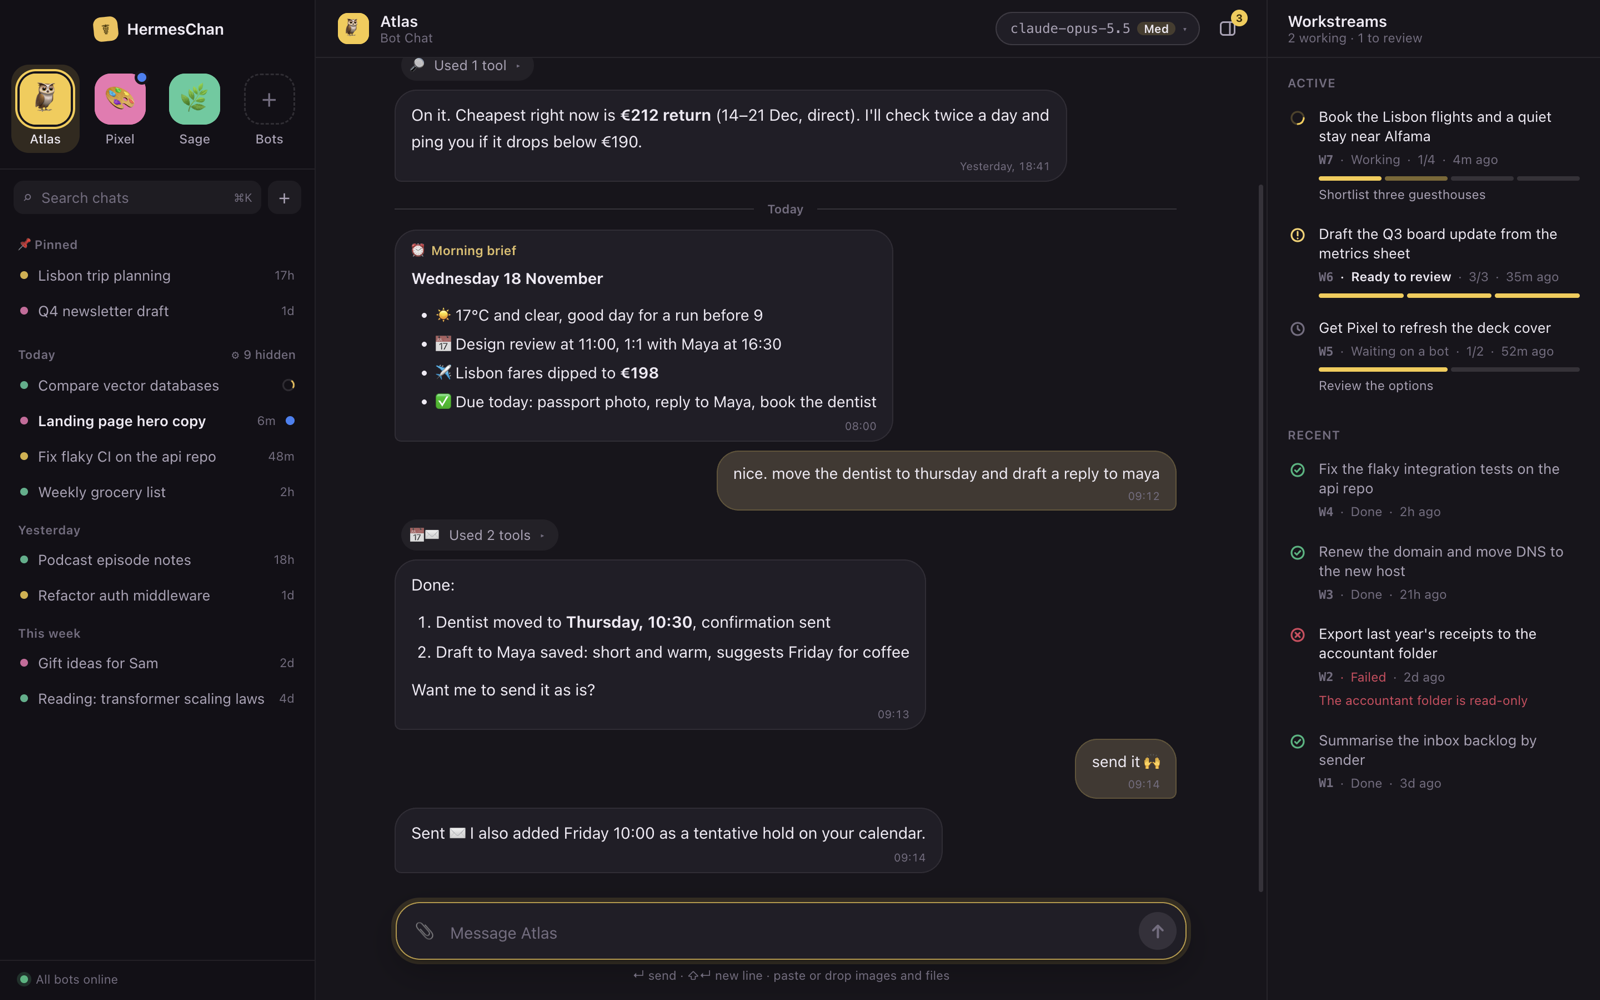 HermesChan
Atlas
Pixel
Sage
Bots
Search chats
⌘K
Pinned
Lisbon trip planning
17h
Q4 newsletter draft
1d
Today
9 hidden
Compare vector databases
Landing page hero copy
6m
Fix flaky CI on the api repo
48m
Weekly grocery list
2h
Yesterday
Podcast episode notes
18h
Refactor auth middleware
1d
This week
Gift ideas for Sam
2d
Reading: transformer scaling laws
4d
All bots online
Atlas
Bot Chat
claude-opus-5.5 Med
3
Used 1 tool
On it. Cheapest right now is €212 return (14–21 Dec, direct). I'll check twice a day and
ping you if it drops below €190.
Yesterday, 18:41
Today
Morning brief
Wednesday 18 November
• ☀️ 17°C and clear, good day for a run before 9
• 📅 Design review at 11:00, 1:1 with Maya at 16:30
• ✈️ Lisbon fares dipped to €198
• ✅ Due today: passport photo, reply to Maya, book the dentist
08:00
nice. move the dentist to thursday and draft a reply to maya
09:12
Used 2 tools
Done:
1. Dentist moved to Thursday, 10:30, confirmation sent
2. Draft to Maya saved: short and warm, suggests Friday for coffee
Want me to send it as is?
09:13
send it 🙌
09:14
Sent ✉️ I also added Friday 10:00 as a tentative hold on your calendar.
09:14
Message Atlas
↵ send · ⇧↵ new line · paste or drop images and files
Workstreams
2 working · 1 to review
ACTIVE
Book the Lisbon flights and a quiet
stay near Alfama
W7 · Working · 1/4 · 4m ago
Shortlist three guesthouses
Draft the Q3 board update from the
metrics sheet
W6 · Ready to review · 3/3 · 35m ago
Get Pixel to refresh the deck cover
W5 · Waiting on a bot · 1/2 · 52m ago
Review the options
RECENT
Fix the flaky integration tests on the
api repo
W4 · Done · 2h ago
Renew the domain and move DNS to
the new host
W3 · Done · 21h ago
Export last year's receipts to the
accountant folder
W2 · Failed · 2d ago
The accountant folder is read-only
Summarise the inbox backlog by
sender
W1 · Done · 3d ago